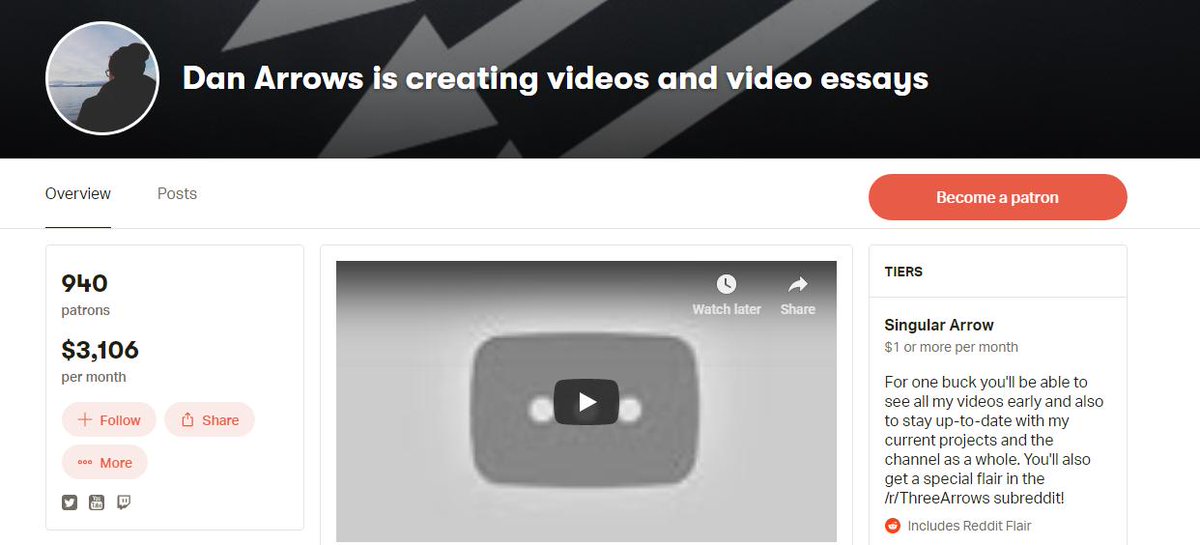 Dan Arrows is creating videos and video essays
Overview
Posts
Become a patron
940
patrons
$3,106
per month
Follow
Share
More
Watch later
Share
TIERS
Singular Arrow
$1 or more per month
For one buck you'll be able to
see all my videos early and also
to stay up-to-date with my
current projects and the
channel as a whole. You'll also
get a special flair in the
/r/ThreeArrows subreddit!
Includes Reddit Flair